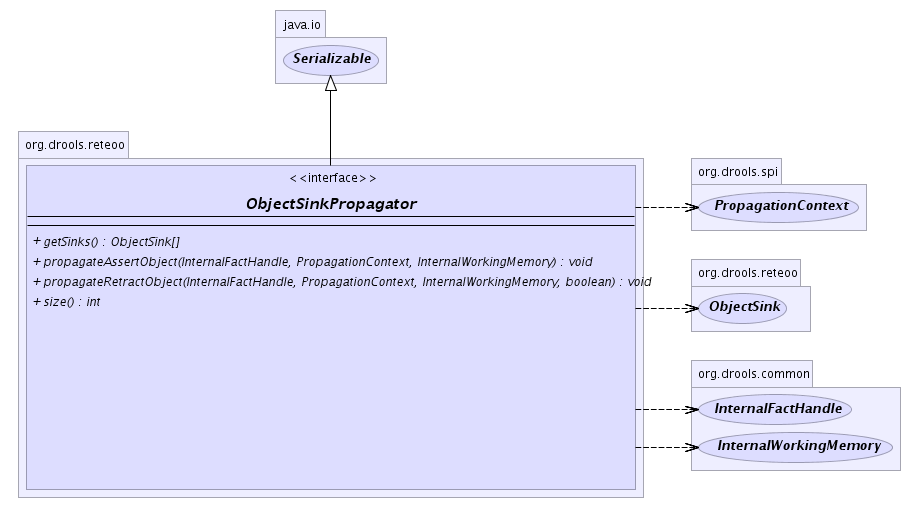 java.io
Serializable
org.drools.reteoo
<<interface>>
ObjectSinkPropagator
+ getSinks() : ObjectSink[]
+ propagateAssertObject(InternalFactHandle, PropagationContext, InternalWorkingMemory) : void
+ propagateRetractObject(InternalFactHandle, PropagationContext, InternalWorkingMemory, boolean) : void
+ size() : int
org.drools.spi
PropagationContext
org.drools.reteoo
ObjectSink
org.drools.common
InternalFactHandle
InternalWorkingMemory